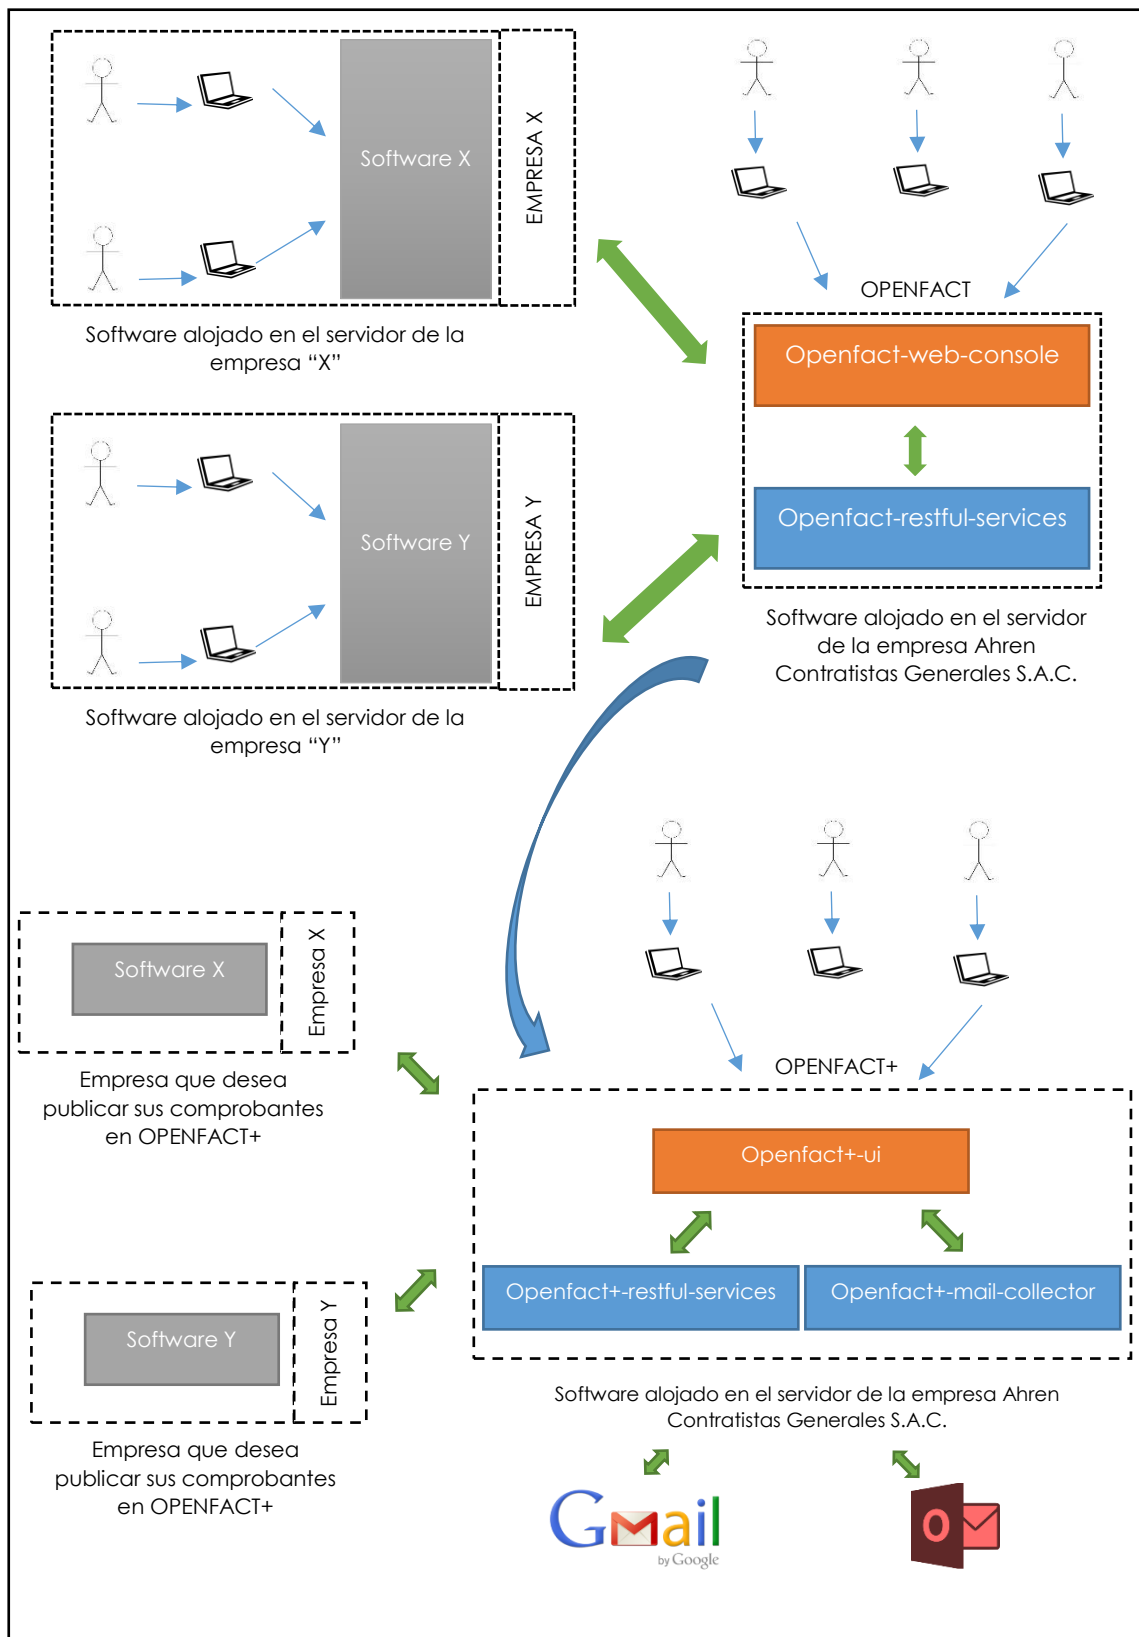 Software X
EMPRESA X
Software alojado en el servidor de la
empresa “X”
OPENFACT
Openfact-web-console
Openfact-restful-services
Software alojado en el servidor
de la empresa Ahren
Contratistas Generales S.A.C.
Software Y
EMPRESA Y
Software alojado en el servidor de la
empresa “Y”
Software X
Empresa X
Empresa que desea
publicar sus comprobantes
en OPENFACT+
OPENFACT+
Openfact+-ui
Openfact+-restful-services
Openfact+-mail-collector
Software alojado en el servidor de la empresa Ahren
Contratistas Generales S.A.C.
Software Y
Empresa Y
Empresa que desea
publicar sus comprobantes
en OPENFACT+
Gmail
by Google
O